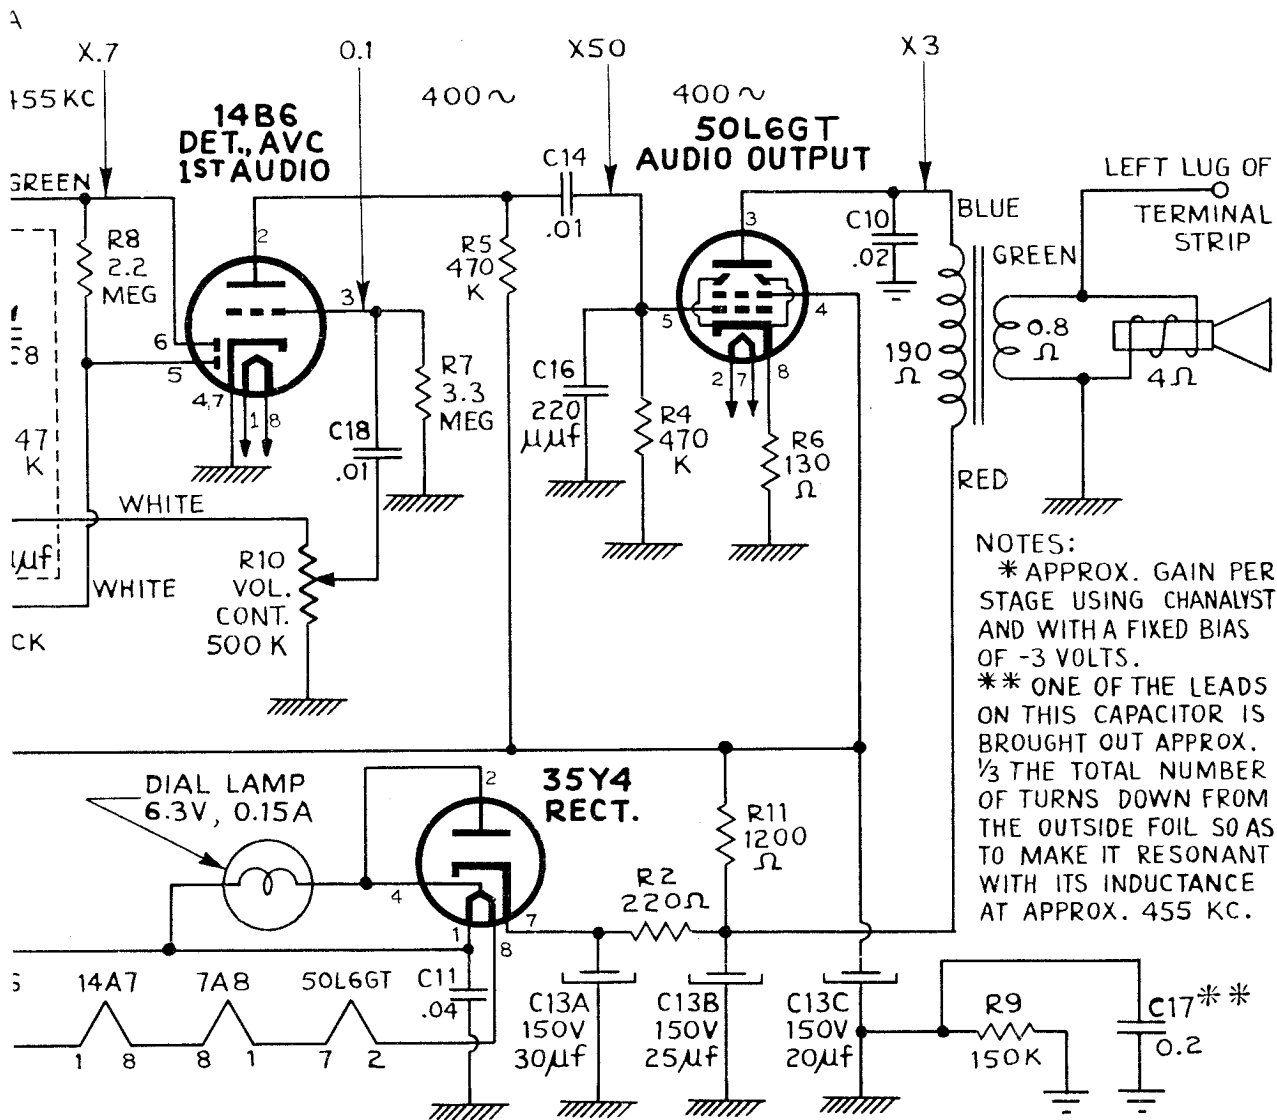 A
X.7
0.1
X50
X3
455 KC
400~
400~
14B6
DET., AVC
1ST AUDIO
50L6GT
AUDIO OUTPUT
GREEN
C14
.01
LEFT LUG OF
TERMINAL
STRIP
2
R8
2.2
MEG
R5
470
K
3
C10
.02
BLUE
GREEN
3
6
5
4,7
1
8
5
4
2
7
8
C8
R7
3.3
MEG
C16
220
µµf
190
Ω
0.8
Ω
4Ω
47
K
C18
.01
R4
470
K
R6
130
Ω
RED
WHITE
µf
WHITE
R10
VOL.
CONT.
500 K
CK
NOTES:
* APPROX. GAIN PER
STAGE USING CHANALYST
AND WITH A FIXED BIAS
OF -3 VOLTS.
** ONE OF THE LEADS
ON THIS CAPACITOR IS
BROUGHT OUT APPROX.
⅓ THE TOTAL NUMBER
OF TURNS DOWN FROM
THE OUTSIDE FOIL SO AS
TO MAKE IT RESONANT
WITH ITS INDUCTANCE
AT APPROX. 455 KC.
DIAL LAMP
6.3V, 0.15A
2
35Y4
RECT.
R11
1200
Ω
4
1
8
7
R2
220Ω
14A7
7A8
50L6GT
C11
.04
C13A
150V
30µf
C13B
150V
25µf
C13C
150V
20µf
R9
150K
C17**
0.2
1 8 8 1 7 2